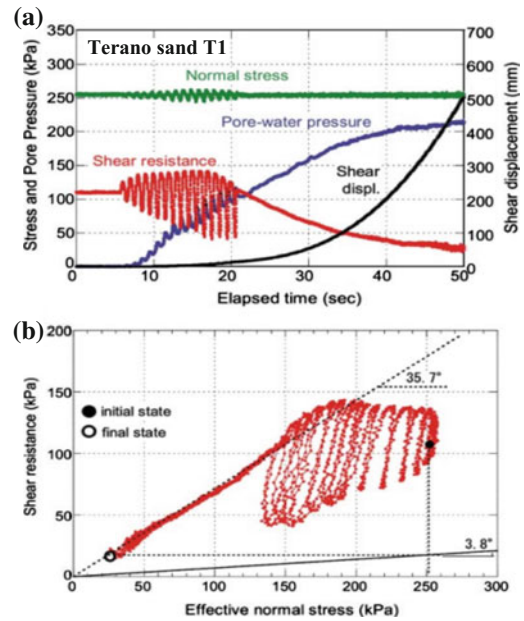 (a)
Terano sand T1
Normal stress
Pore-water pressure
Shear resistance
Shear
displ.
Stress and Pore Pressure (kPa)
350
300
250
200
150
100
50
0
Shear displacement (mm)
700
600
500
400
300
200
100
0
0
10
20
30
40
50
Elapsed time (sec)
(b)
Shear resistance (kPa)
200
150
100
50
0
35.7°
initial state
final state
3.8°
0
50
100
150
200
250
300
Effective normal stress (kPa)